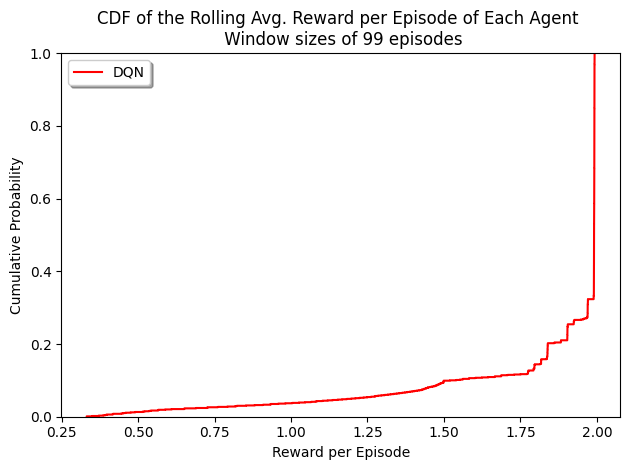 CDF of the Rolling Avg. Reward per Episode of Each Agent
Window sizes of 99 episodes
DQN
1.0
0.8
0.6
0.4
0.2
0.0
Cumulative Probability
0.25 0.50 0.75 1.00 1.25 1.50 1.75 2.00
Reward per Episode